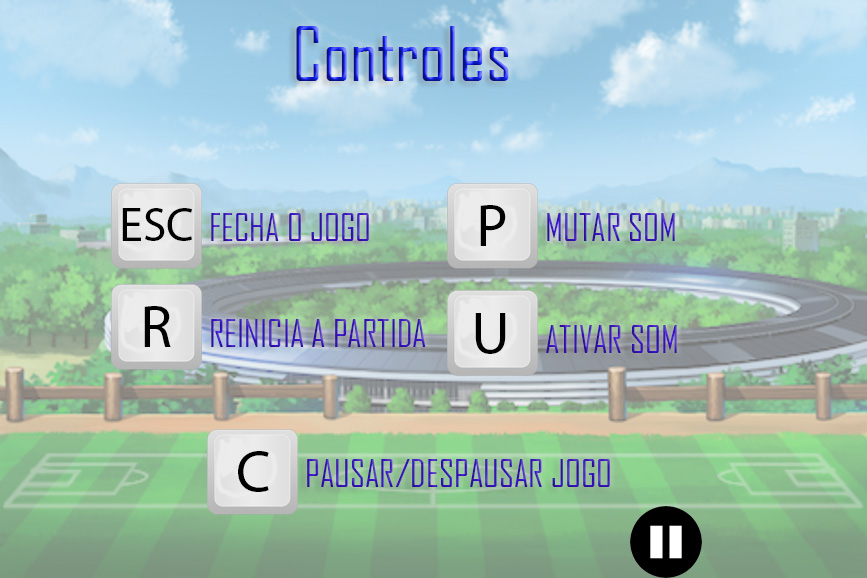 Controles
ESC FECHA O JOGO
P MUTAR SOM
R REINICIA A PARTIDA
U ATIVAR SOM
C PAUSAR/DESPAUSAR JOGO